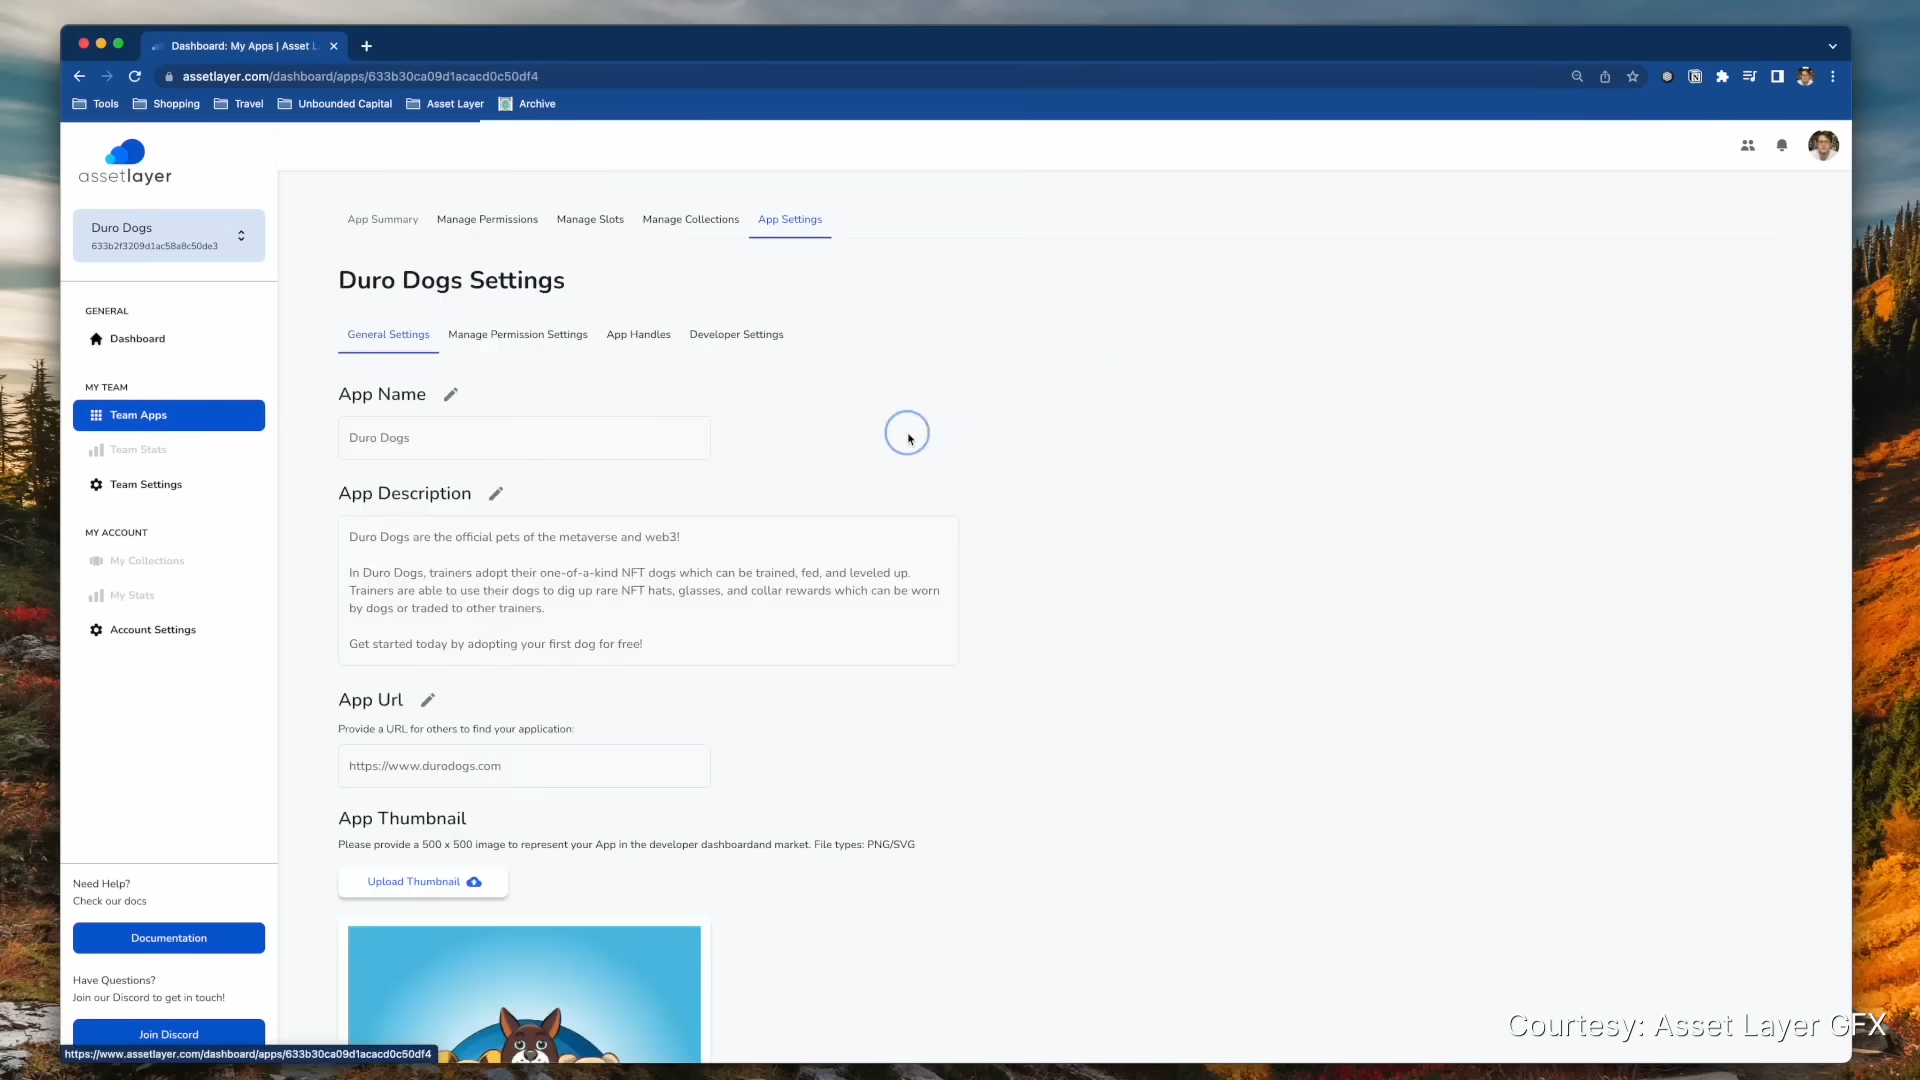 Dashboard: My Apps | Asset L
assetlayer.com/dashboard/apps/633b30ca09d1acacd0c50df4
Tools Shopping Travel Unbounded Capital Asset Layer Archive
assetlayer
Duro Dogs
633b2f3209d1ac58a8c50de3
GENERAL
Dashboard
MY TEAM
Team Apps
Team Stats
Team Settings
MY ACCOUNT
My Collections
My Stats
Account Settings
Need Help?
Check our docs
Documentation
Have Questions?
Join our Discord to get in touch!
Join Discord
https://www.assetlayer.com/dashboard/apps/633b30ca09d1acacd0c50df4
App Summary Manage Permissions Manage Slots Manage Collections App Settings
Duro Dogs Settings
General Settings Manage Permission Settings App Handles Developer Settings
App Name
Duro Dogs
App Description
Duro Dogs are the official pets of the metaverse and web3!
In Duro Dogs, trainers adopt their one-of-a-kind NFT dogs which can be trained, fed, and leveled up.
Trainers are able to use their dogs to dig up rare NFT hats, glasses, and collar rewards which can be worn
by dogs or traded to other trainers.
Get started today by adopting your first dog for free!
App Url
Provide a URL for others to find your application:
https://www.durodogs.com
App Thumbnail
Please provide a 500 x 500 image to represent your App in the developer dashboardand market. File types: PNG/SVG
Upload Thumbnail
Courtesy: Asset Layer GFX